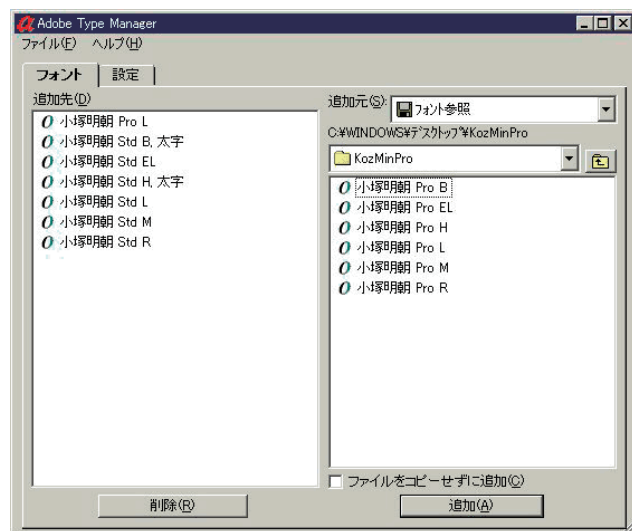 Adobe Type Manager
ファイル(F) ヘルプ(H)
フォント 設定
追加先(D)
小塚明朝 Pro L
小塚明朝 Std B, 太字
小塚明朝 Std EL
小塚明朝 Std H, 太字
小塚明朝 Std L
小塚明朝 Std M
小塚明朝 Std R
削除(R)
追加元(S): フォント参照
C:¥WINDOWS¥デスクトップ¥KozMinPro
KozMinPro
小塚明朝 Pro B
小塚明朝 Pro EL
小塚明朝 Pro H
小塚明朝 Pro L
小塚明朝 Pro M
小塚明朝 Pro R
ファイルをコピーせずに追加(C)
追加(A)